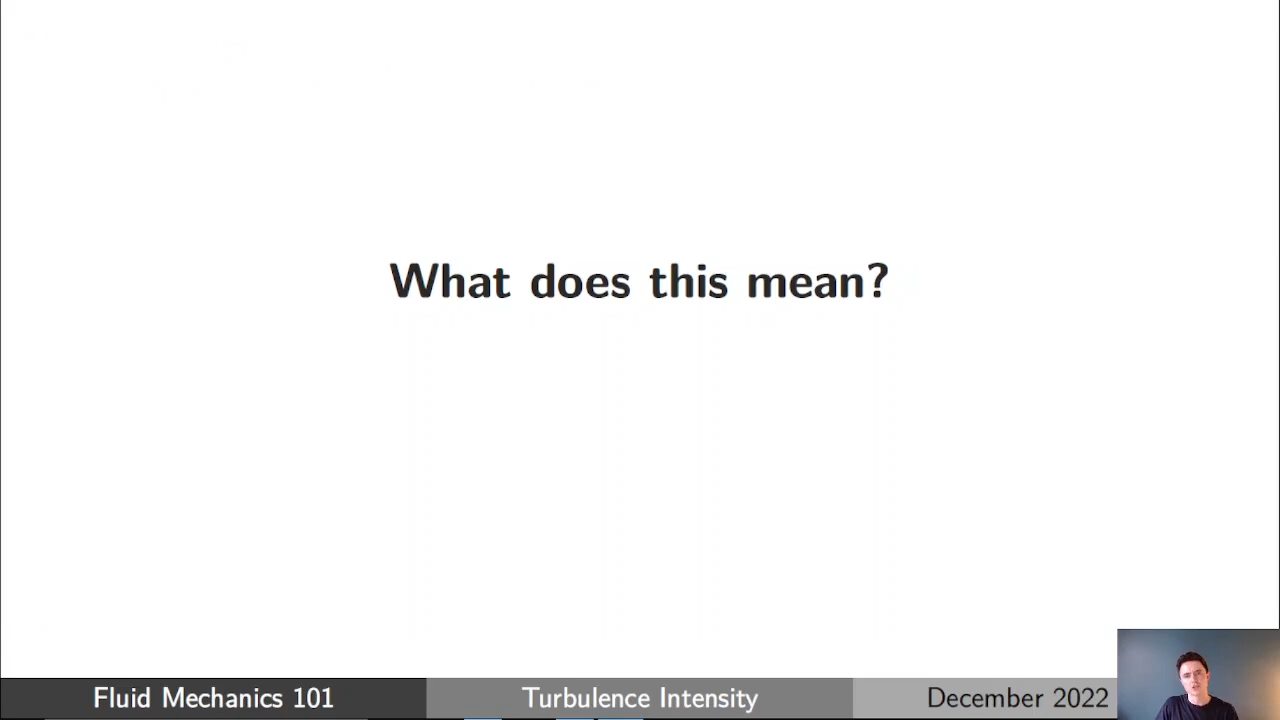 What does this mean?
Fluid Mechanics 101
Turbulence Intensity
December 2022